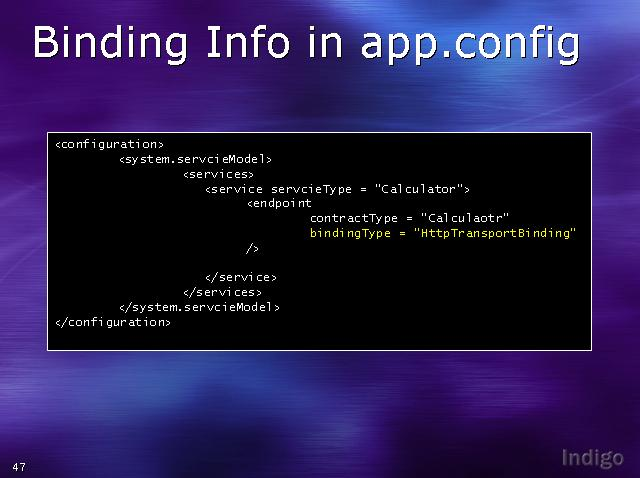 Binding Info in app.config
<configuration>
<system.servcieModel>
<services>
<service servcieType = "Calculator">
<endpoint
contractType = "Calculaotr"
bindingType = "HttpTransportBinding"
/>
</service>
</services>
</system.servcieModel>
</configuration>
47
Indigo